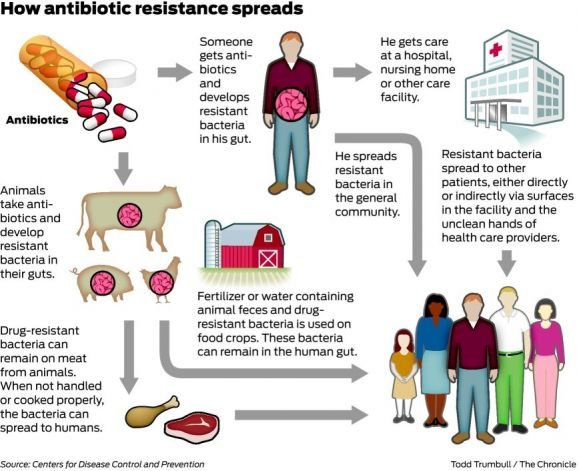 How antibiotic resistance spreads
Antibiotics
Someone
gets anti-
biotics
and
develops
resistant
bacteria
in his gut.
He gets care
at a hospital,
nursing home
or other care
facility.
He spreads
resistant
bacteria in
the general
community.
Resistant bacteria
spread to other
patients, either directly
or indirectly via surfaces
in the facility and the
unclean hands of
health care providers.
Animals
take anti-
biotics and
develop
resistant
bacteria in
their guts.
Fertilizer or water containing
animal feces and drug-
resistant bacteria is used on
food crops. These bacteria
can remain in the human gut.
Drug-resistant
bacteria can
remain on meat
from animals.
When not handled
or cooked properly,
the bacteria can
spread to humans.
Source: Centers for Disease Control and Prevention
Todd Trumbull / The Chronicle